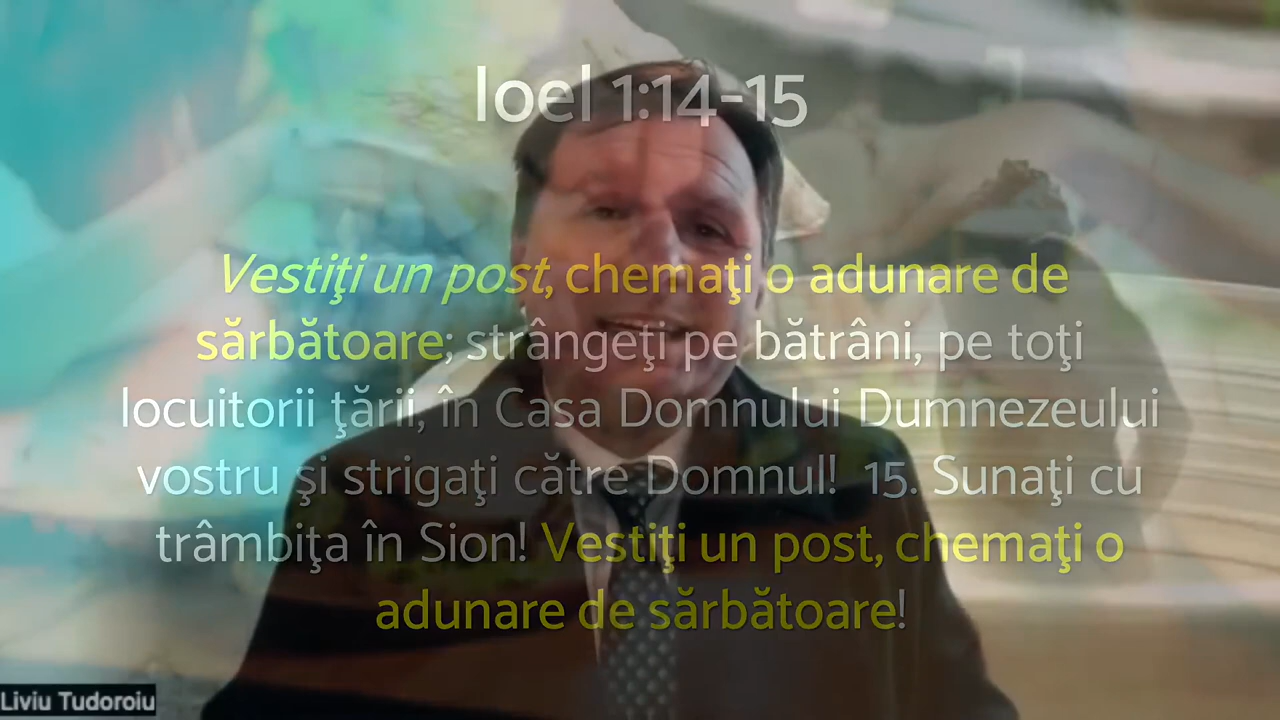 Ioel 1:14-15
Vestiţi un post, chemaţi o adunare de
sărbătoare; strângeţi pe bătrâni, pe toţi
locuitorii ţării, în Casa Domnului Dumnezeului
vostru şi strigaţi către Domnul!  15. Sunaţi cu
trâmbiţa în Sion! Vestiţi un post, chemaţi o
adunare de sărbătoare!
Liviu Tudoroiu